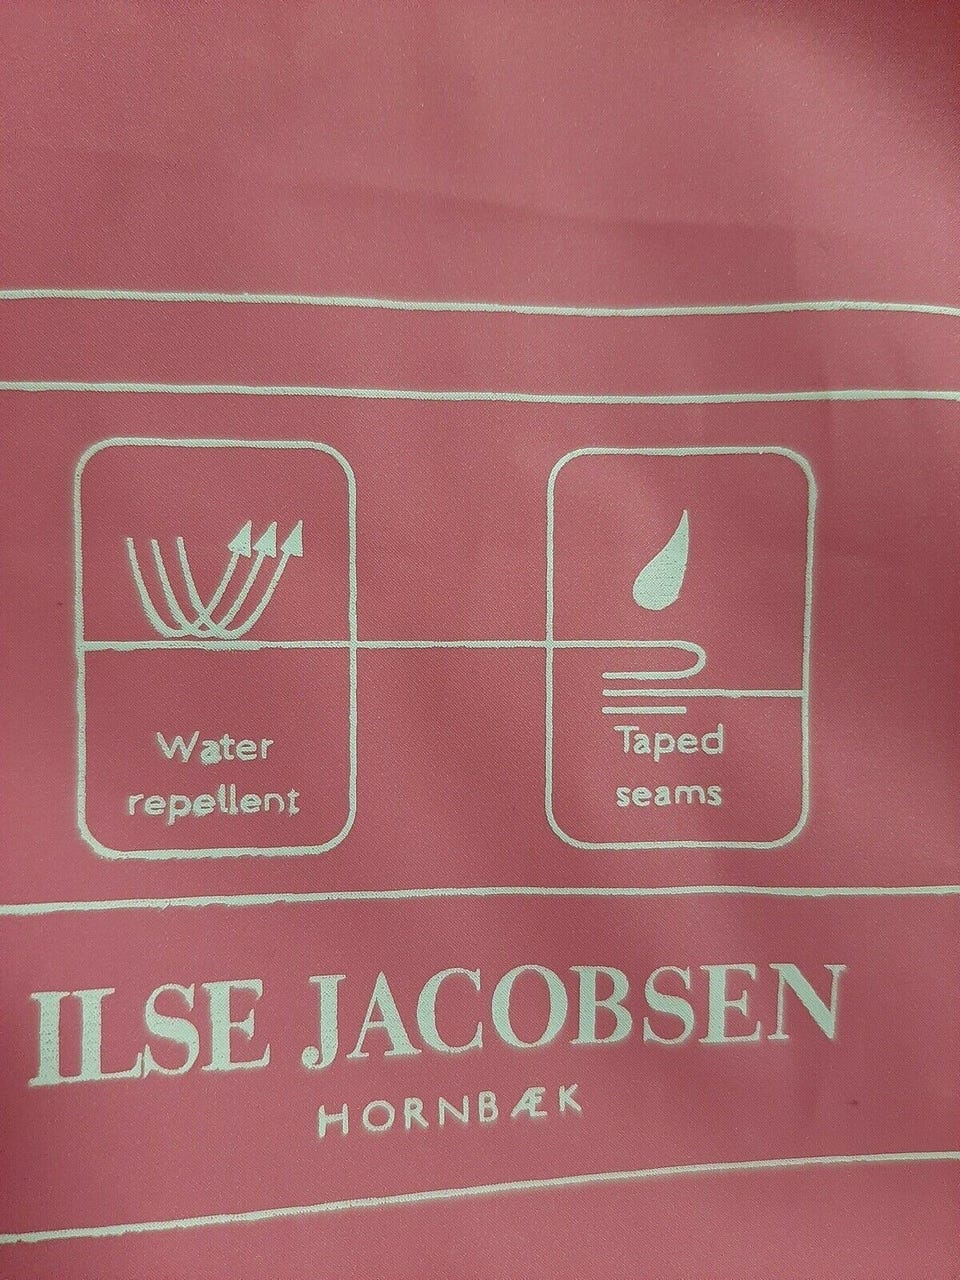 Water
repellent
Taped
seams
ILSE JACOBSEN
HORNBÆK